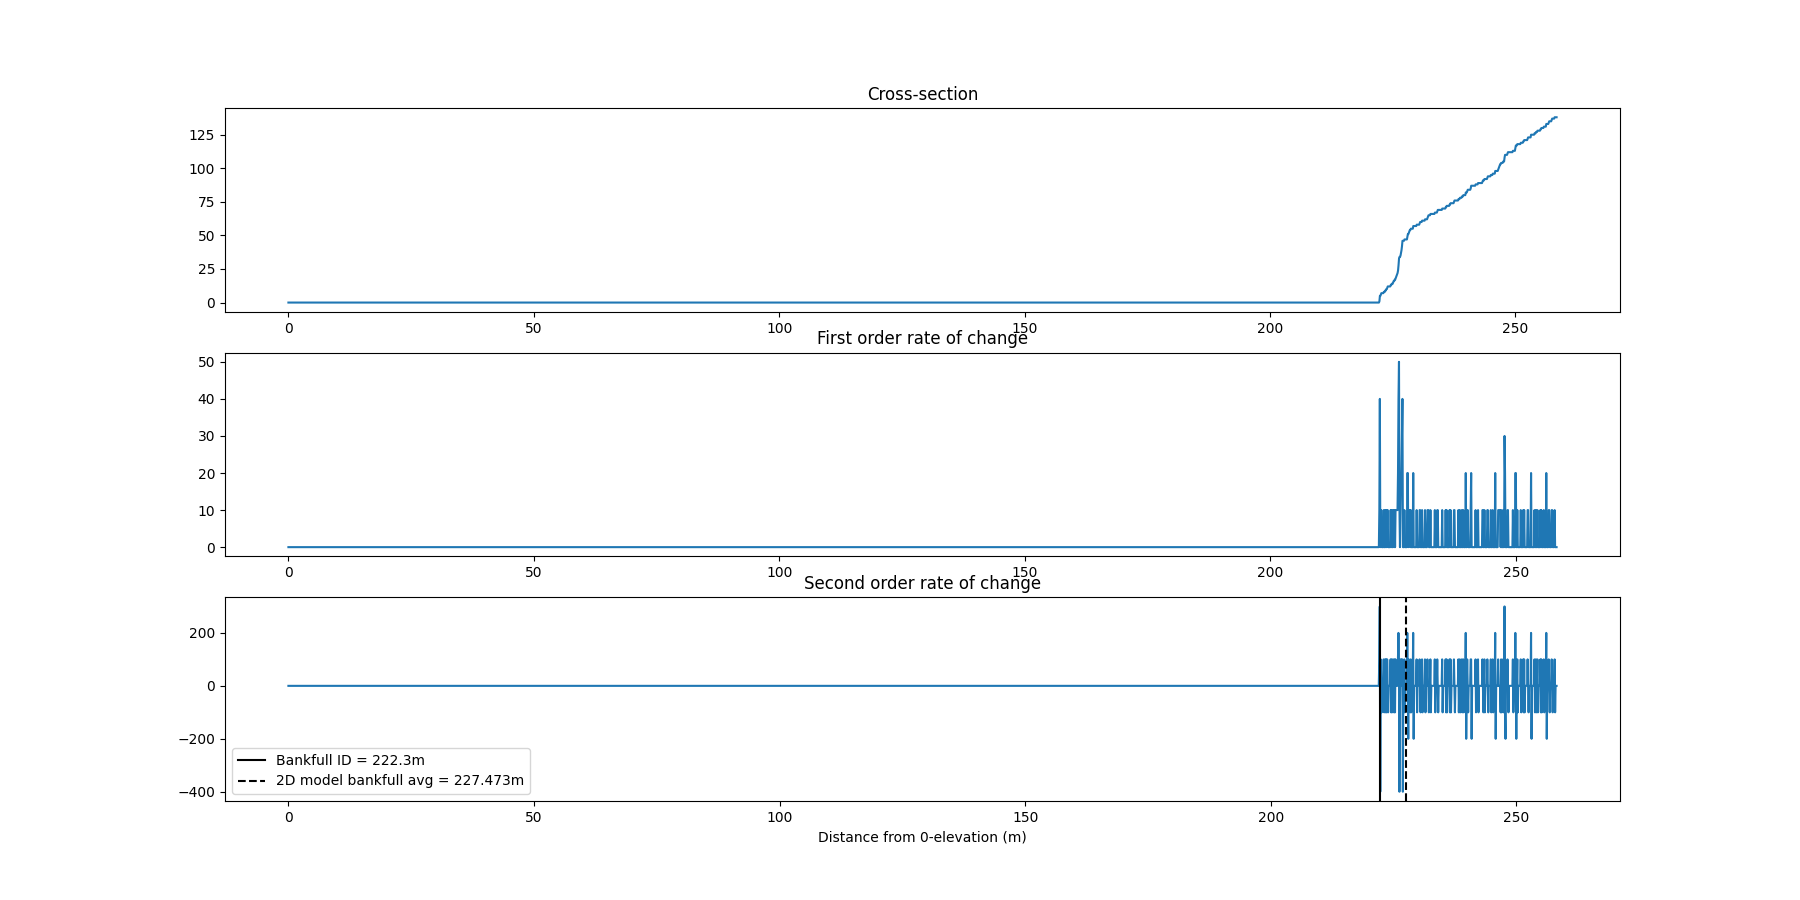 Cross-section
125
100
75
50
25
0
0 50 100 150 200 250
First order rate of change
50
40
30
20
10
0
0 50 100 150 200 250
Second order rate of change
200
0
−200
−400
Bankfull ID = 222.3m
2D model bankfull avg = 227.473m
0 50 100 150 200 250
Distance from 0-elevation (m)